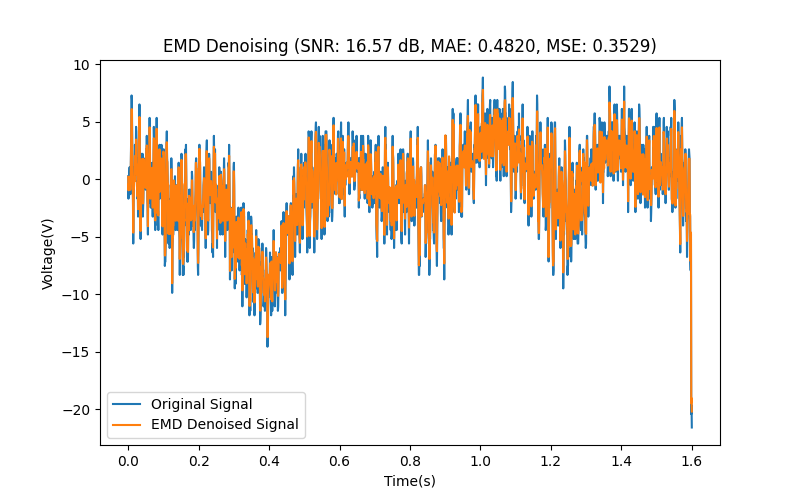 EMD Denoising (SNR: 16.57 dB, MAE: 0.4820, MSE: 0.3529)
10
5
0
−5
−10
−15
−20
Voltage(V)
Original Signal
EMD Denoised Signal
0.0 0.2 0.4 0.6 0.8 1.0 1.2 1.4 1.6
Time(s)